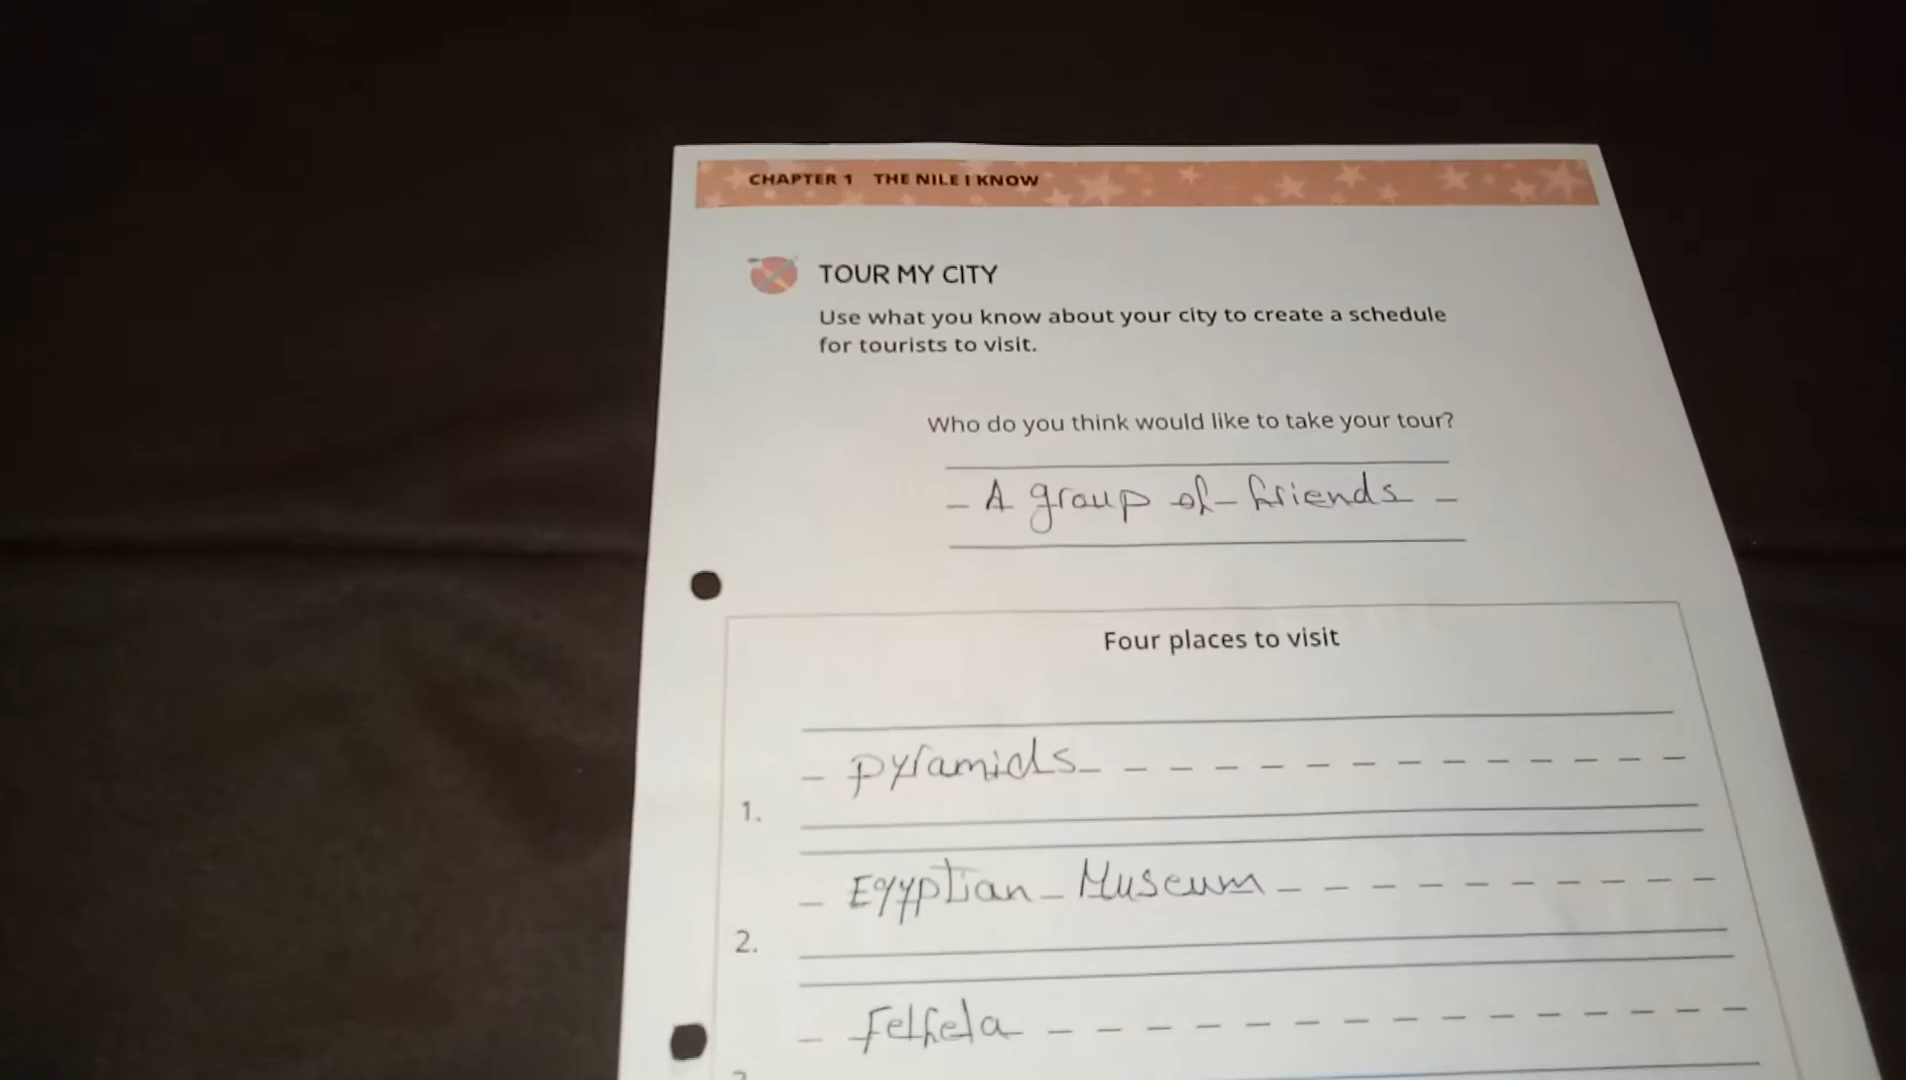 CHAPTER 1 THE NILE I KNOW
TOUR MY CITY
Use what you know about your city to create a schedule
for tourists to visit.
Who do you think would like to take your tour?
A group of friends
Four places to visit
pyramids
1.
Egyptian Museum
2.
Felfela